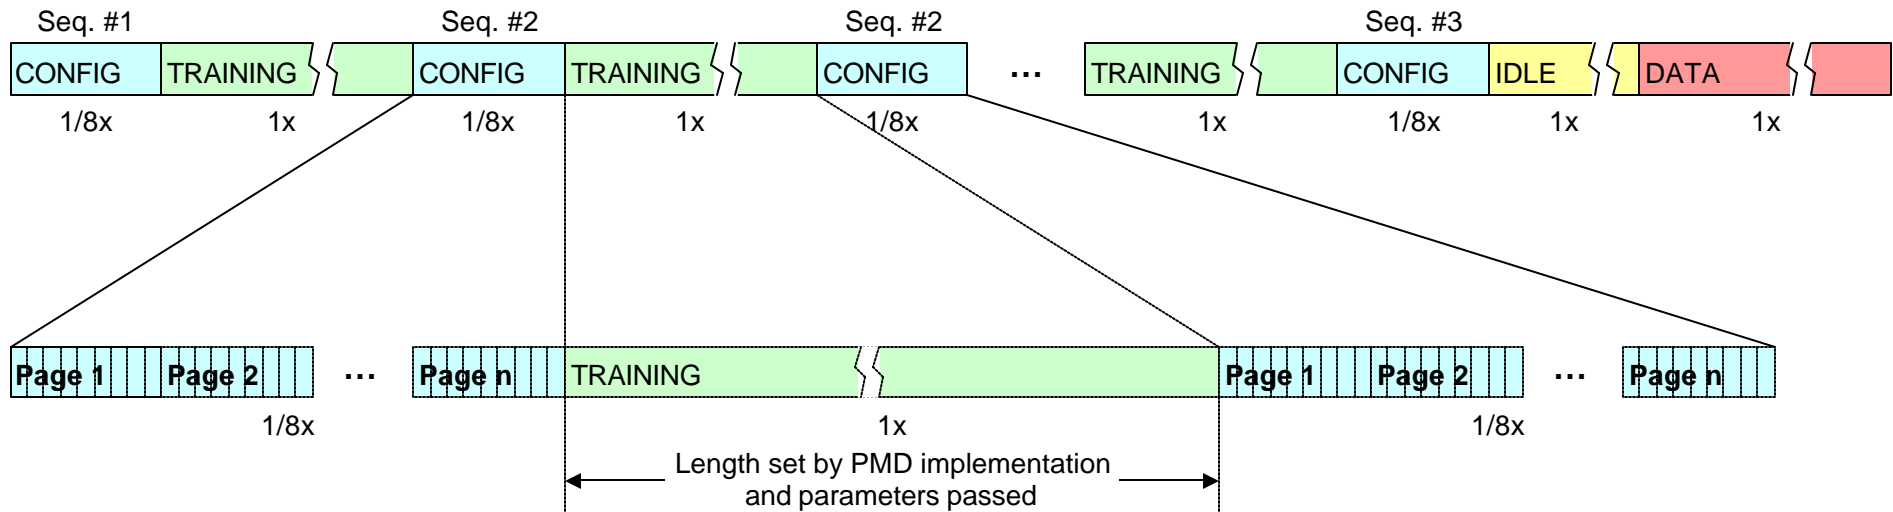 Seq. #1 Seq. #2 Seq. #2 Seq. #3
CONFIG TRAINING CONFIG TRAINING CONFIG ... TRAINING CONFIG IDLE DATA
1/8x 1x 1/8x 1x 1/8x 1x 1/8x 1x 1x
Page 1 Page 2 ... Page n TRAINING Page 1 Page 2 ... Page n
1/8x 1x 1/8x
Length set by PMD implementation
and parameters passed